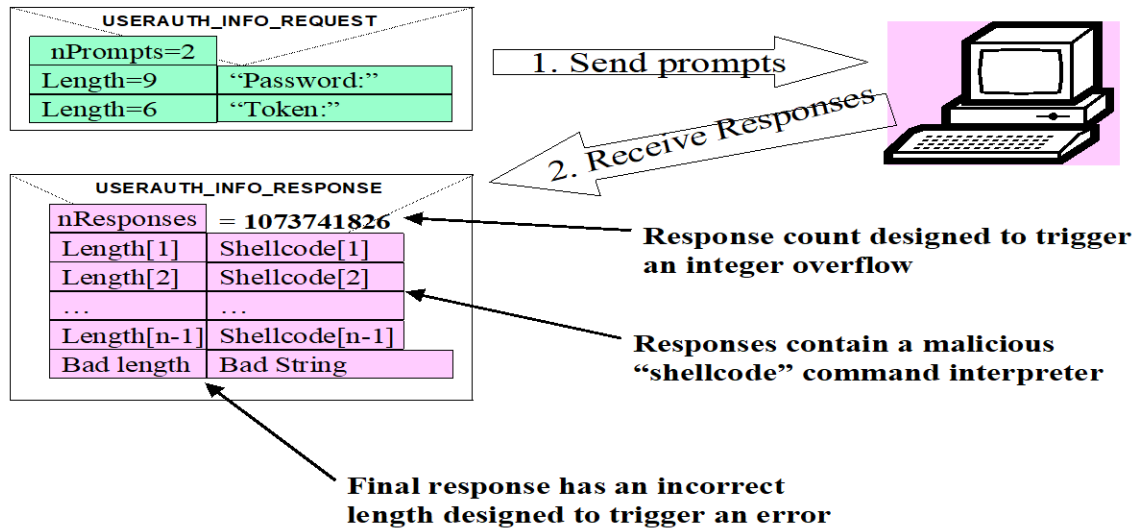 USERAUTH_INFO_REQUEST
nPrompts=2
Length=9 “Password:”
Length=6 “Token:”
1. Send prompts
2. Receive Responses
USERAUTH_INFO_RESPONSE
nResponses = 1073741826
Length[1] Shellcode[1]
Length[2] Shellcode[2]
... ...
Length[n-1] Shellcode[n-1]
Bad length Bad String
Response count designed to trigger
an integer overflow
Responses contain a malicious
“shellcode” command interpreter
Final response has an incorrect
length designed to trigger an error